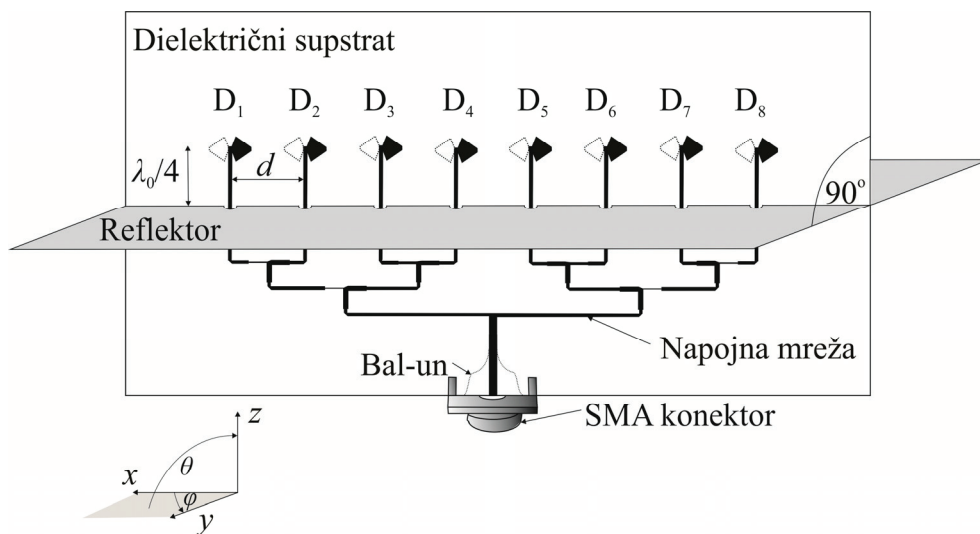 Dielektrični supstrat
D₁ D₂ D₃ D₄ D₅ D₆ D₇ D₈
λ₀/4
d
90°
Reflektor
Napojna mreža
Bal-un
SMA konektor
z
θ
x
φ
y